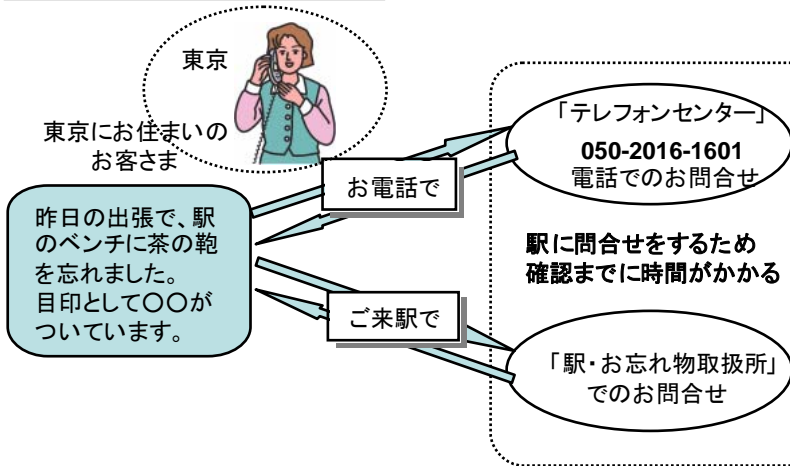 東京
東京にお住まいの
お客さま
昨日の出張で、駅
のベンチに茶の鞄
を忘れました。
目印として〇〇が
ついています。
お電話で
ご来駅で
「テレフォンセンター」
050-2016-1601
電話でのお問合せ
駅に問合せをするため
確認までに時間がかかる
「駅・お忘れ物取扱所」
でのお問合せ